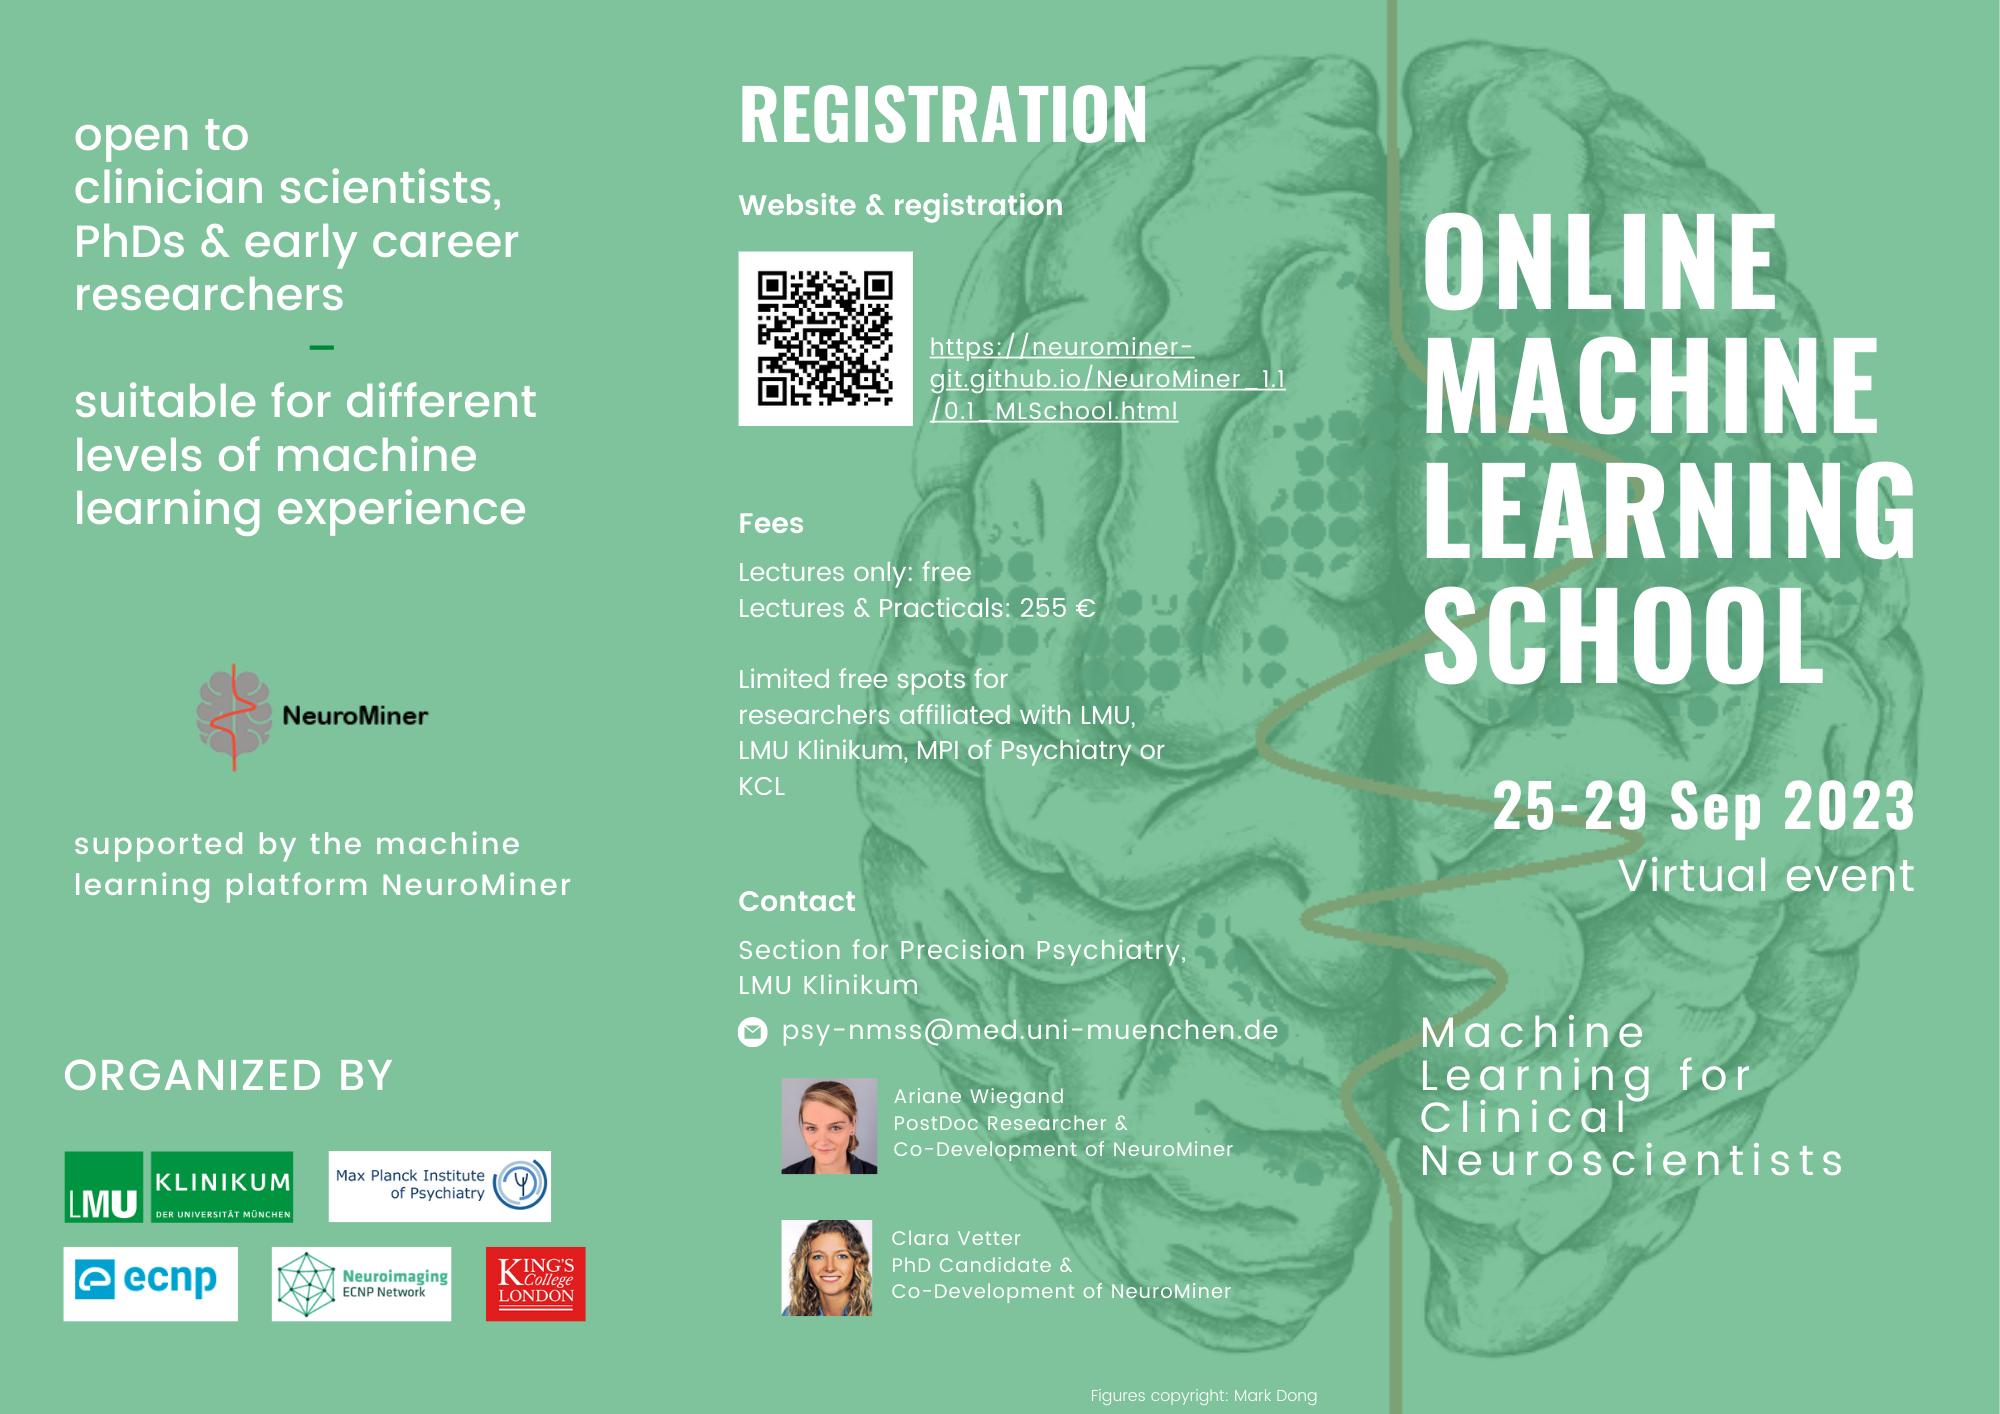 open to
clinician scientists,
PhDs & early career
researchers
–
suitable for different
levels of machine
learning experience
NeuroMiner
supported by the machine
learning platform NeuroMiner
ORGANIZED BY
LMU KLINIKUM
DER UNIVERSITÄT MÜNCHEN
Max Planck Institute
of Psychiatry
ecnp
Neuroimaging
ECNP Network
KING'S
College
LONDON
REGISTRATION
Website & registration
https://neurominer-
git.github.io/NeuroMiner_1.1
/0.1_MLSchool.html
Fees
Lectures only: free
Lectures & Practicals: 255 €
Limited free spots for
researchers affiliated with LMU,
LMU Klinikum, MPI of Psychiatry or
KCL
Contact
Section for Precision Psychiatry,
LMU Klinikum
psy-nmss@med.uni-muenchen.de
Ariane Wiegand
PostDoc Researcher &
Co-Development of NeuroMiner
Clara Vetter
PhD Candidate &
Co-Development of NeuroMiner
Figures copyright: Mark Dong
ONLINE
MACHINE
LEARNING
SCHOOL
25-29 Sep 2023
Virtual event
Machine
Learning for
Clinical
Neuroscientists